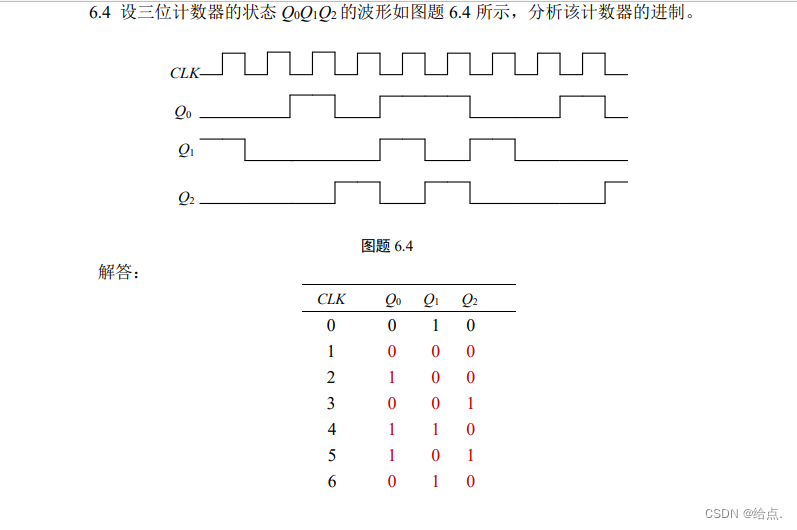 6.4 设三位计数器的状态 Q0Q1Q2 的波形如图题 6.4 所示，分析该计数器的进制。
CLK
Q0
Q1
Q2
图题 6.4
解答：
CLK Q0 Q1 Q2
0 0 1 0
1 0 0 0
2 1 0 0
3 0 0 1
4 1 1 0
5 1 0 1
6 0 1 0
CSDN @给点.